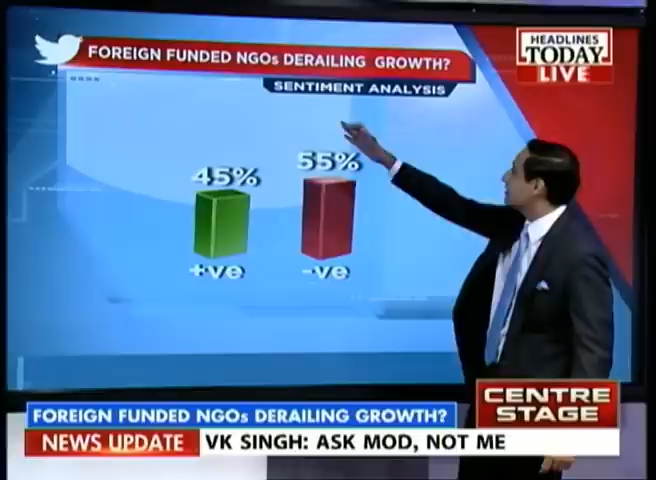 FOREIGN FUNDED NGOs DERAILING GROWTH?
SENTIMENT ANALYSIS
HEADLINES
TODAY
LIVE
45%
55%
+ve
-ve
FOREIGN FUNDED NGOs DERAILING GROWTH?
CENTRE
STAGE
NEWS UPDATE VK SINGH: ASK MOD, NOT ME